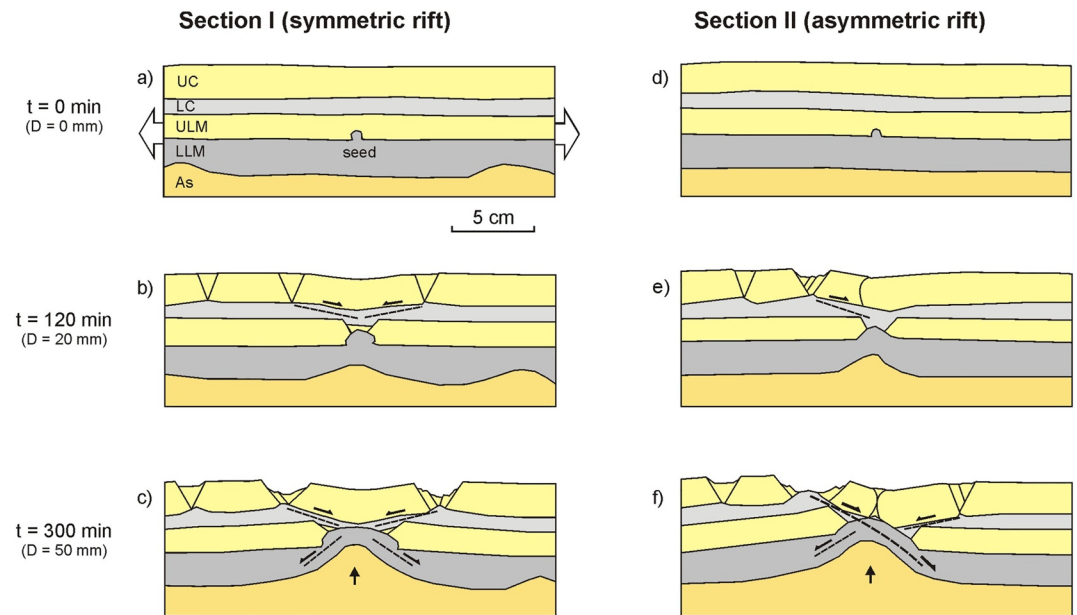 Section I (symmetric rift)
Section II (asymmetric rift)
a)
d)
t = 0 min
(D = 0 mm)
UC
LC
ULM
LLM
seed
As
5 cm
b)
e)
t = 120 min
(D = 20 mm)
c)
f)
t = 300 min
(D = 50 mm)